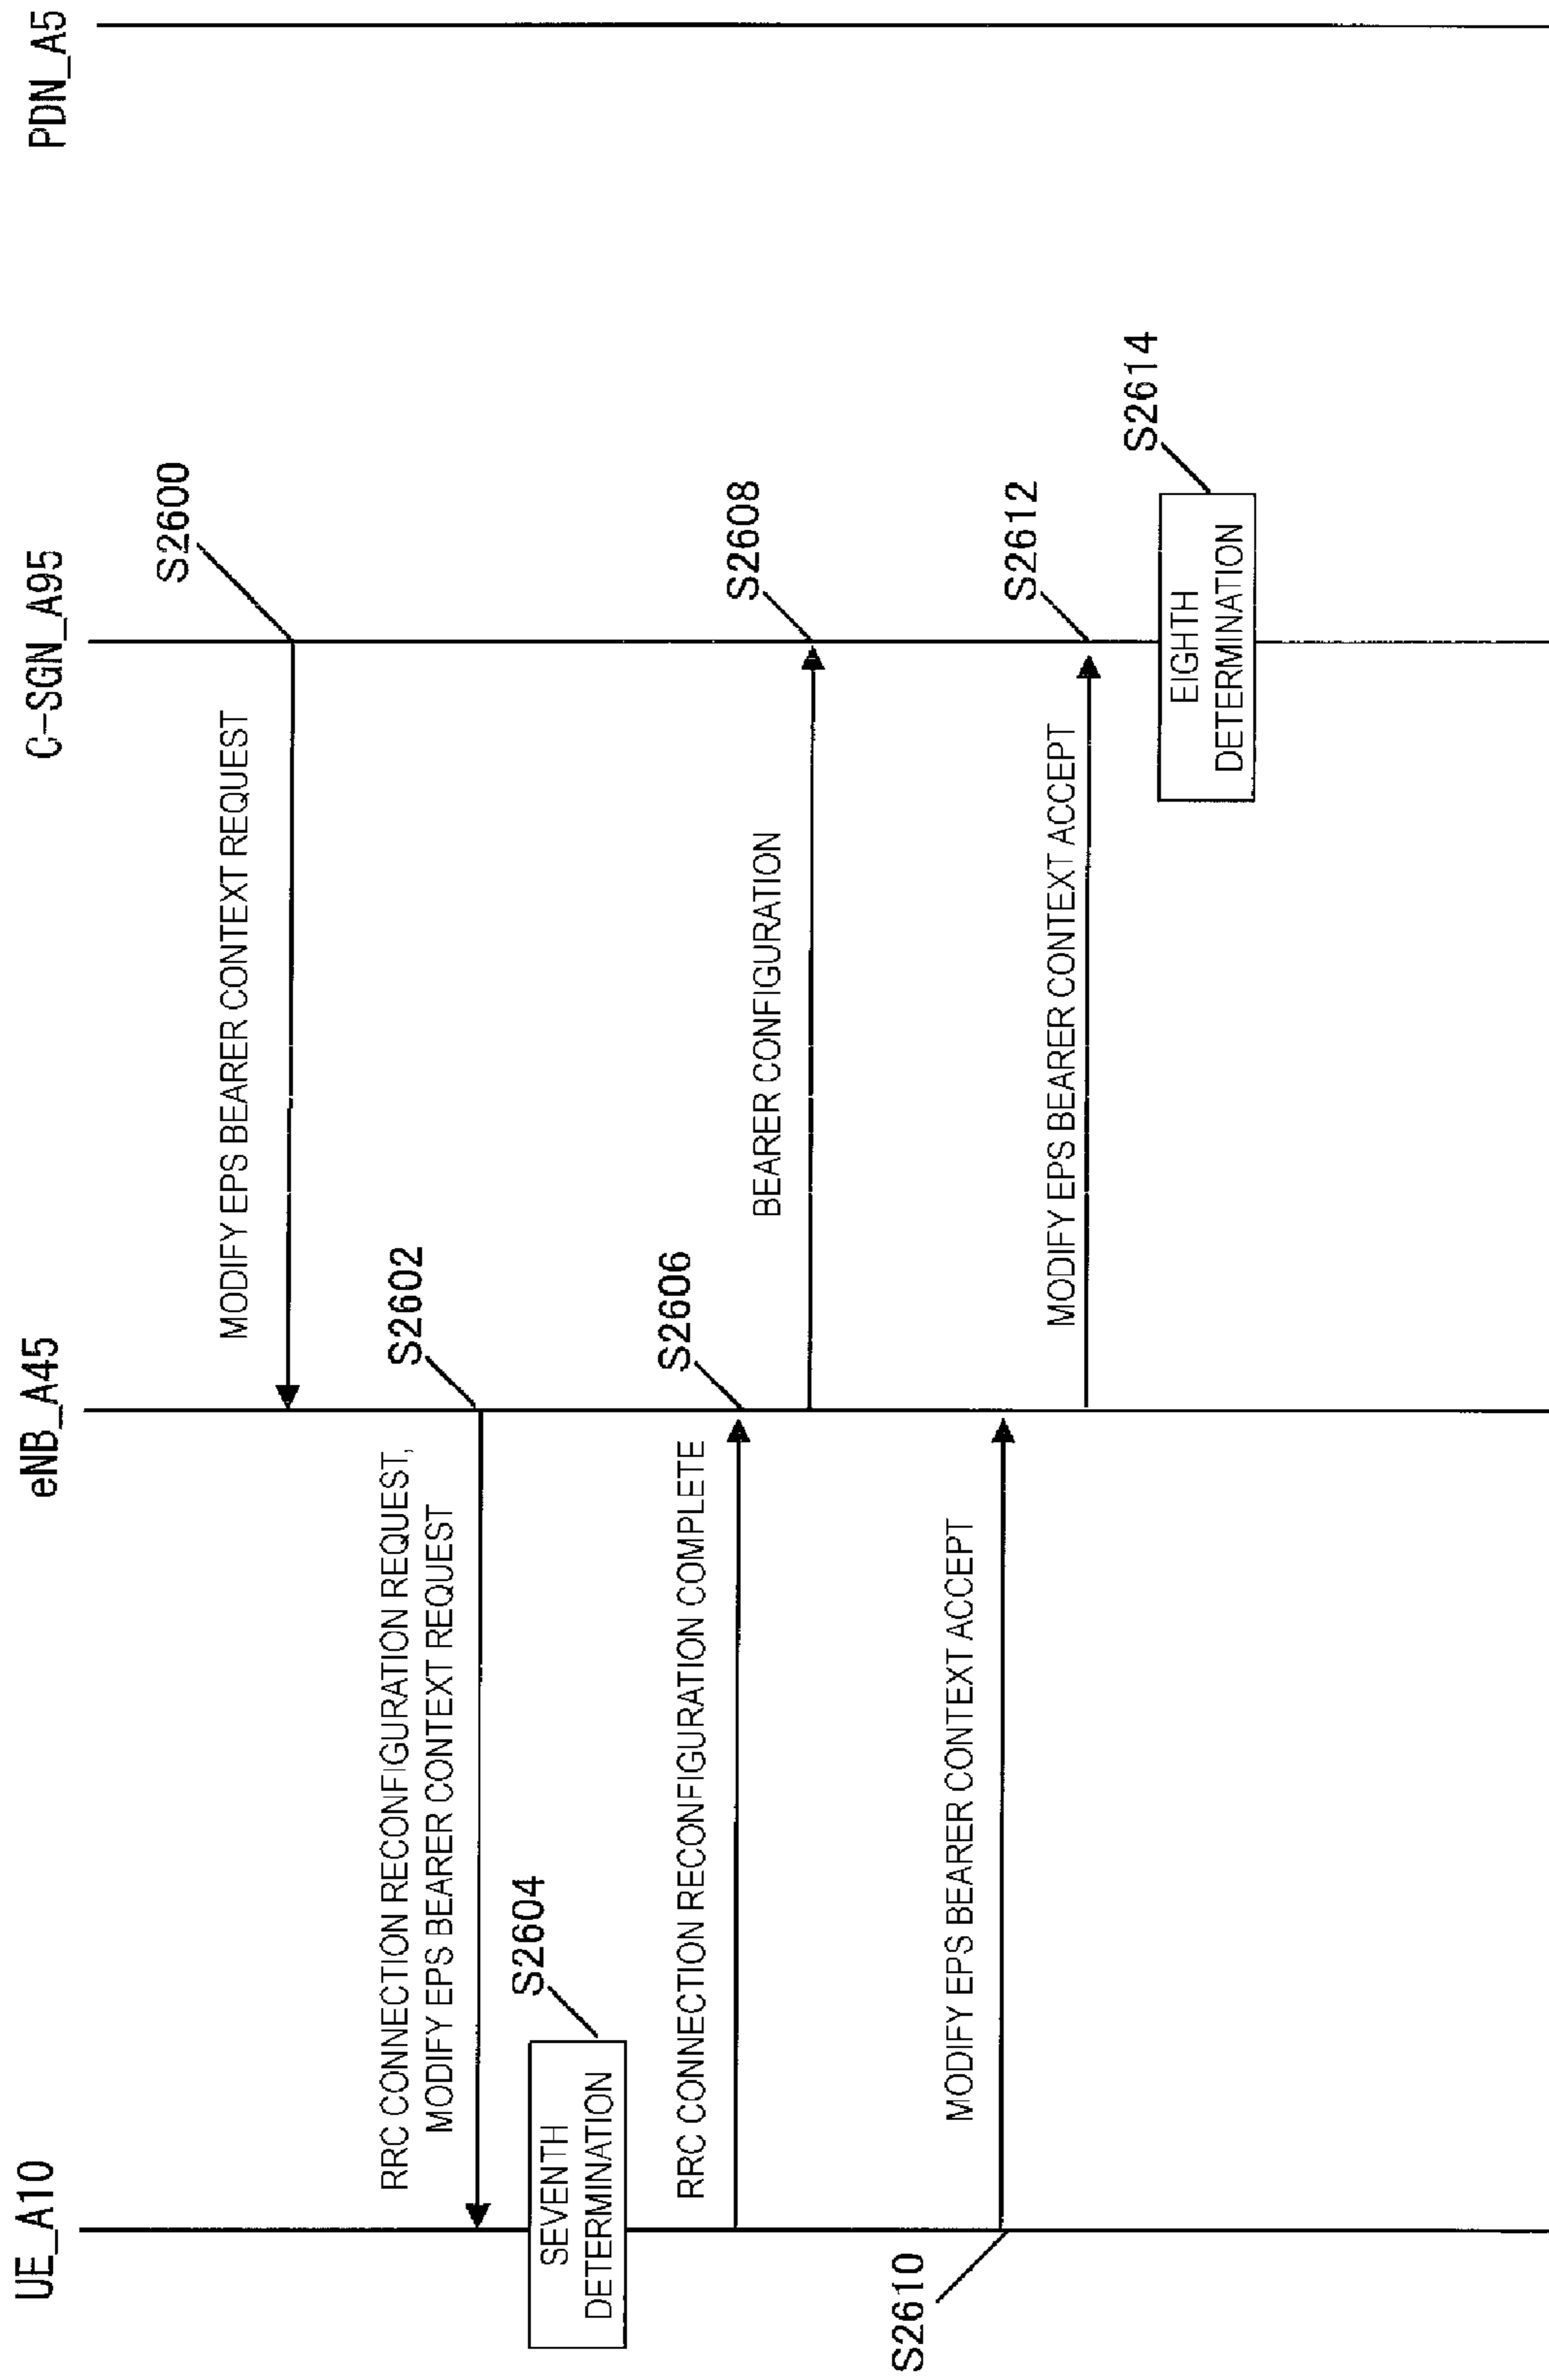 UE_A10
eNB_A45
C-SGN_A95
PDN_A5
S2600
MODIFY EPS BEARER CONTEXT REQUEST
S2602
RRC CONNECTION RECONFIGURATION REQUEST,
MODIFY EPS BEARER CONTEXT REQUEST
S2604
SEVENTH
DETERMINATION
S2606
RRC CONNECTION RECONFIGURATION COMPLETE
S2608
BEARER CONFIGURATION
S2610
MODIFY EPS BEARER CONTEXT ACCEPT
S2612
MODIFY EPS BEARER CONTEXT ACCEPT
S2614
EIGHTH
DETERMINATION